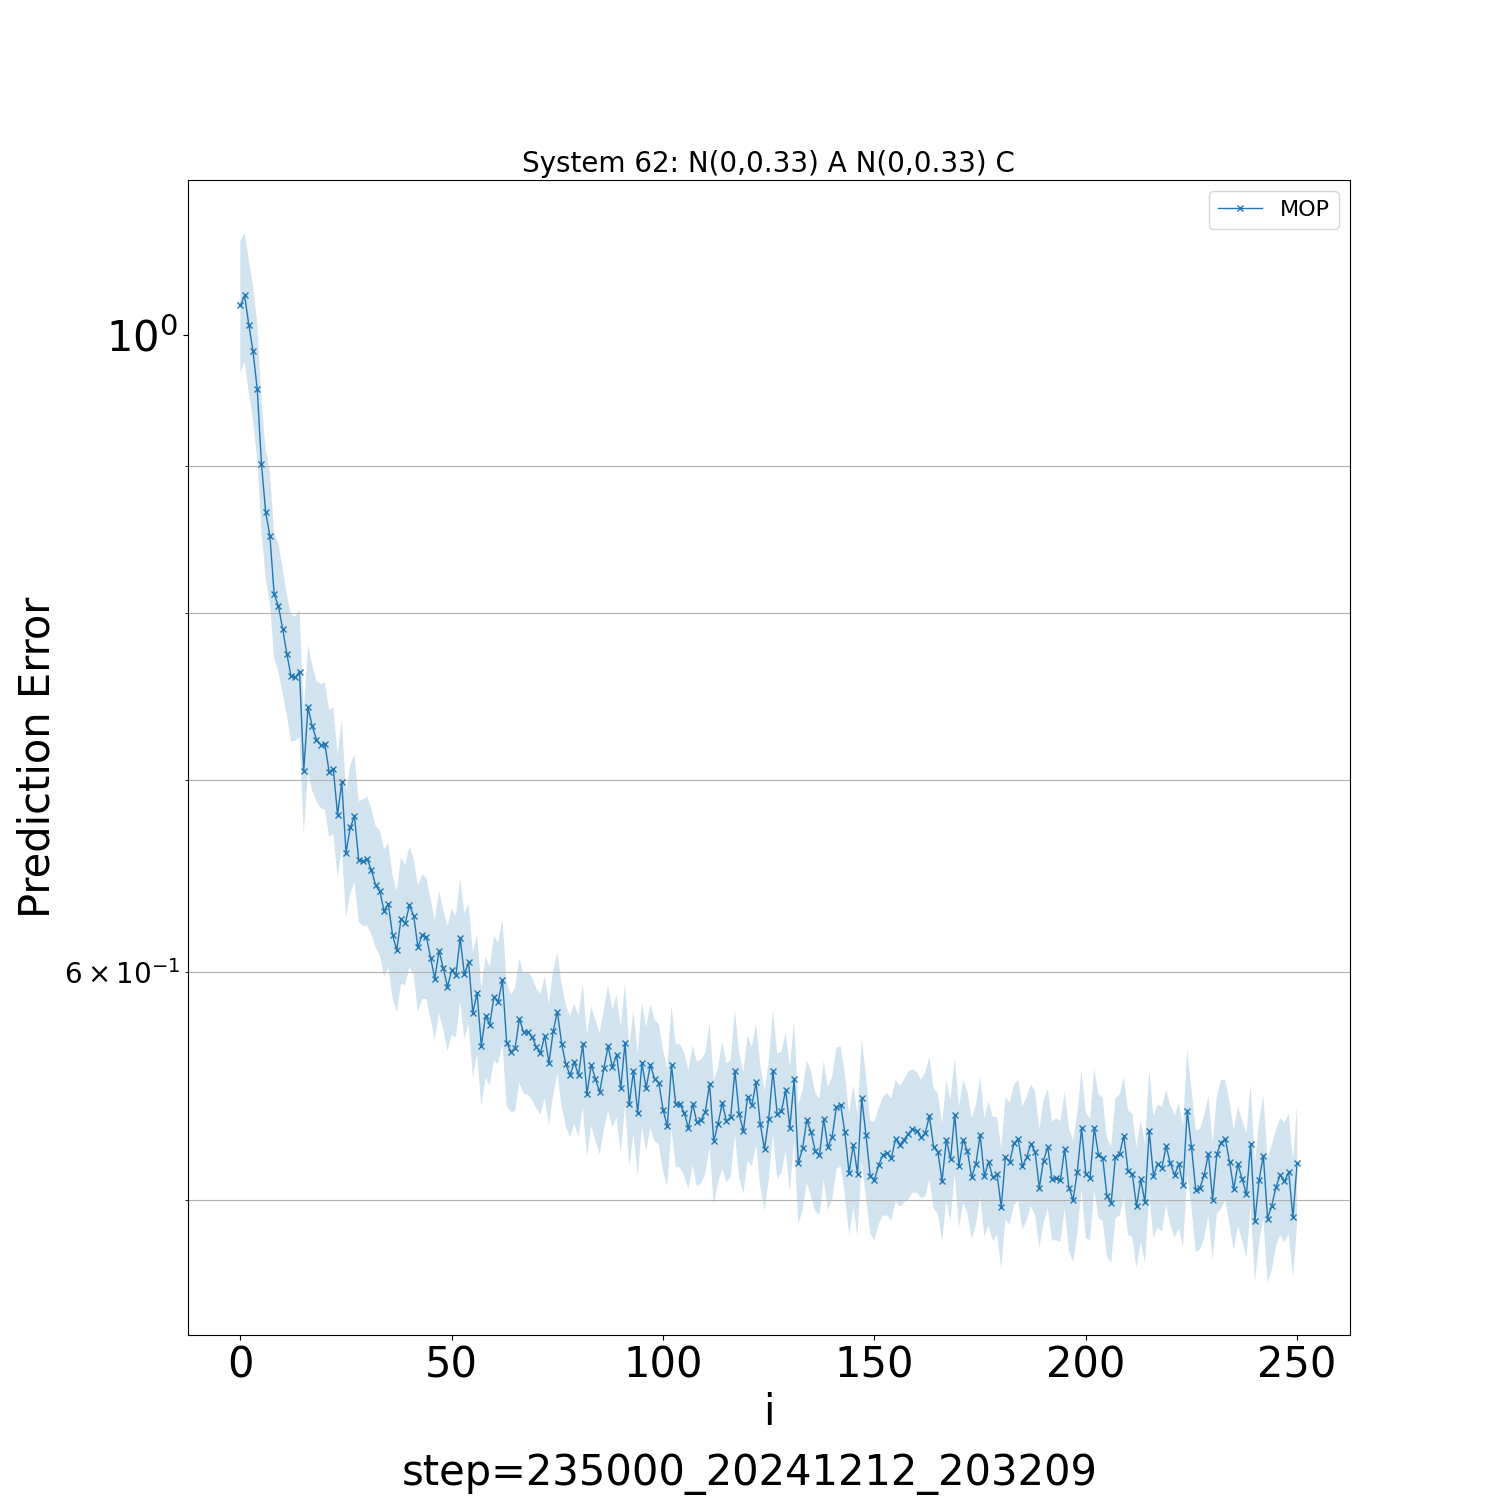 System 62: N(0,0.33) A N(0,0.33) C
MOP
10⁰
6 × 10⁻¹
Prediction Error
0 50 100 150 200 250
i
step=235000_20241212_203209